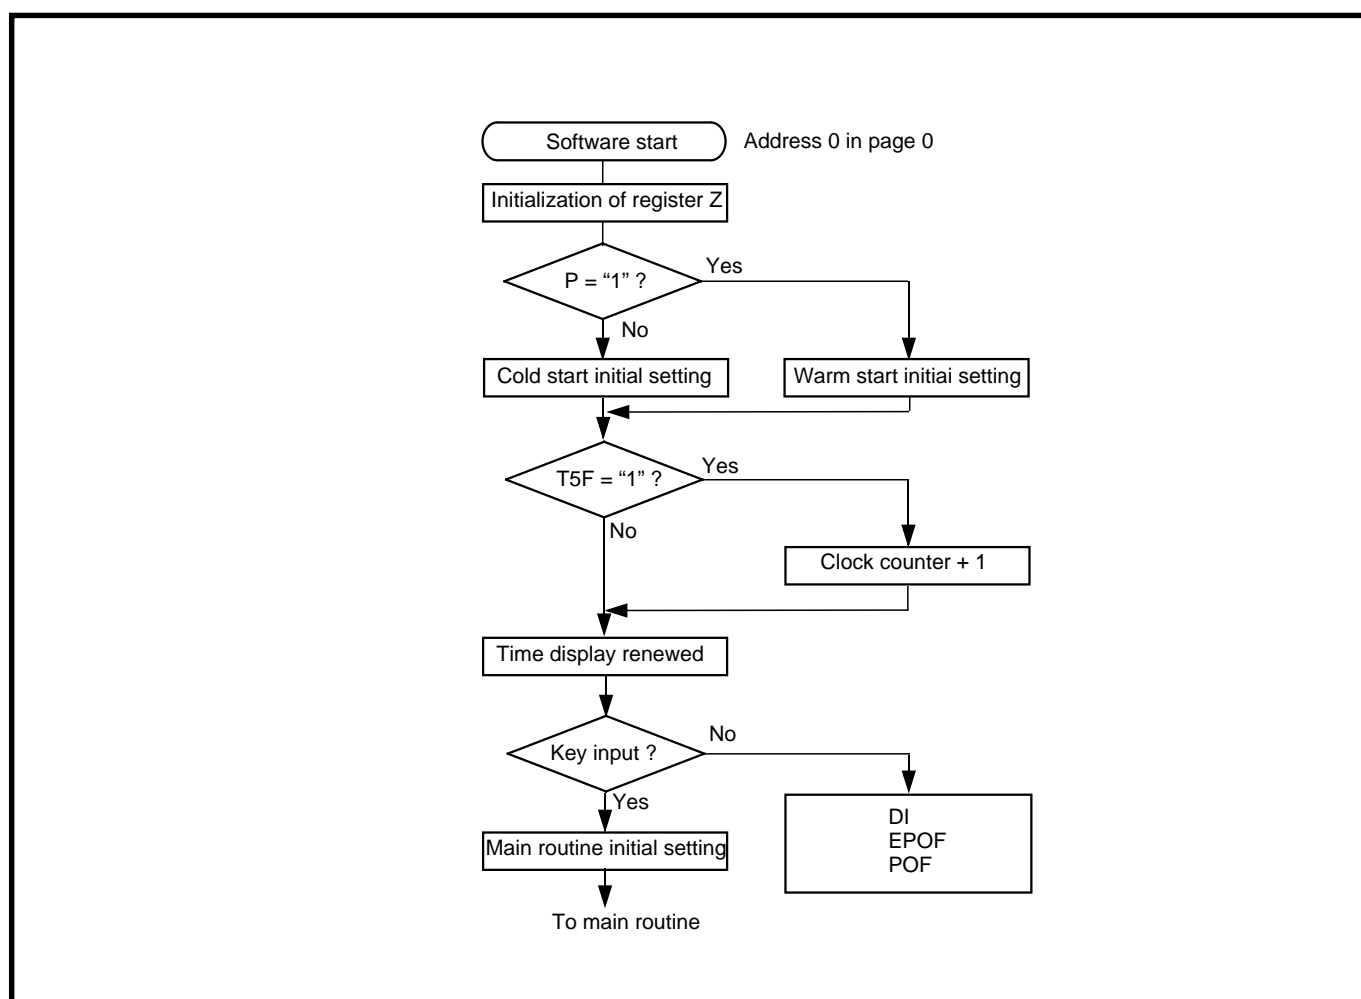 Software start
Address 0 in page 0
Initialization of register Z
P = “1” ?
Yes
No
Cold start initial setting
Warm start initiai setting
T5F = “1” ?
Yes
No
Clock counter + 1
Time display renewed
Key input ?
No
Yes
DI
EPOF
POF
Main routine initial setting
To main routine